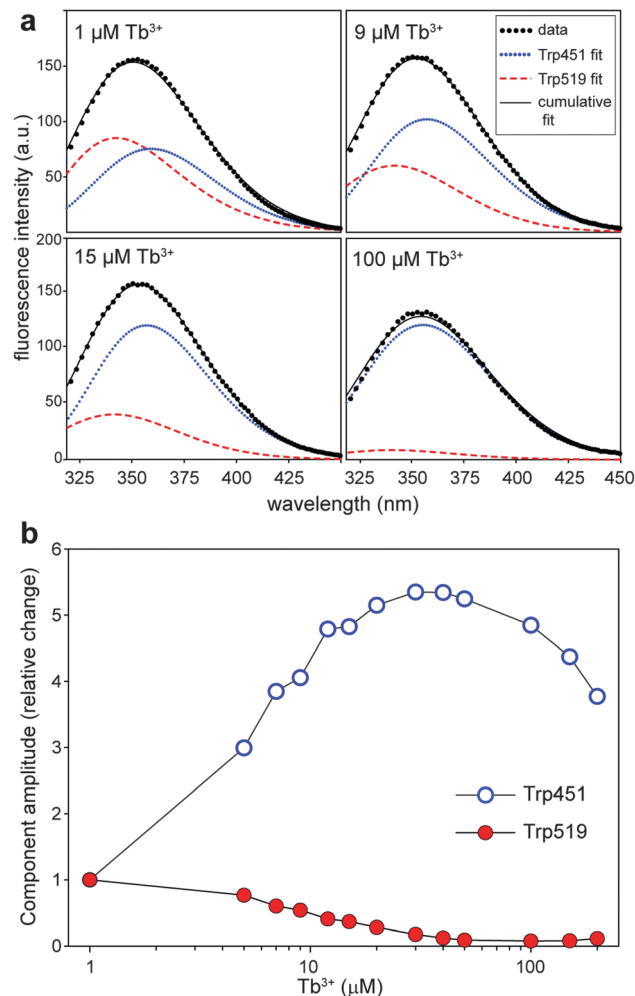 a
1 μM Tb³⁺
9 μM Tb³⁺
data
Trp451 fit
Trp519 fit
cumulative
fit
150
100
50
fluorescence intensity (a.u.)
15 μM Tb³⁺
100 μM Tb³⁺
200
150
100
50
0
325 350 375 400 425 325 350 375 400 425 450
wavelength (nm)
b
6
5
4
3
2
1
0
Component amplitude (relative change)
Trp451
Trp519
1 10 100
Tb³⁺ (μM)